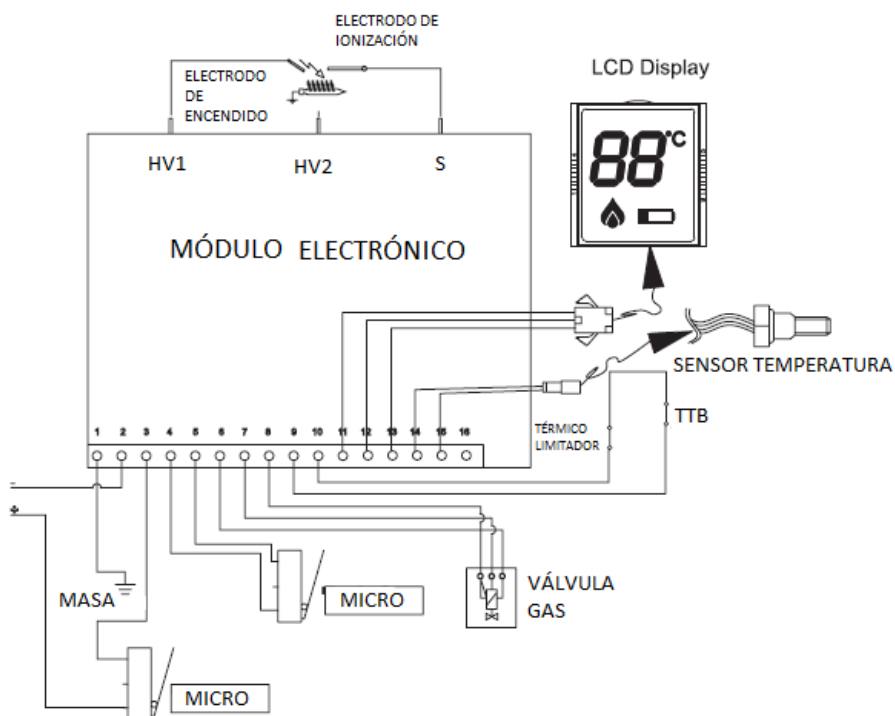 ELECTRODO DE
IONIZACIÓN
ELECTRODO
DE
ENCENDIDO
LCD Display
88°C
HV1
HV2
S
MÓDULO ELECTRÓNICO
SENSOR TEMPERATURA
TÉRMICO
LIMITADOR
TTB
1 2 3 4 5 6 7 8 9 10 11 12 13 14 15 16
-
+
MASA
MICRO
VÁLVULA
GAS
MICRO